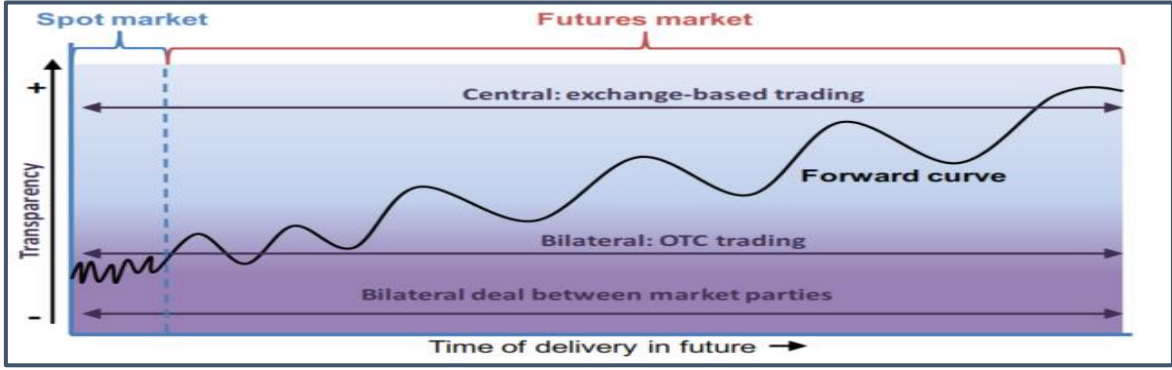 Spot market
Futures market
+
Central: exchange-based trading
Forward curve
Transparency
Bilateral: OTC trading
Bilateral deal between market parties
–
Time of delivery in future →